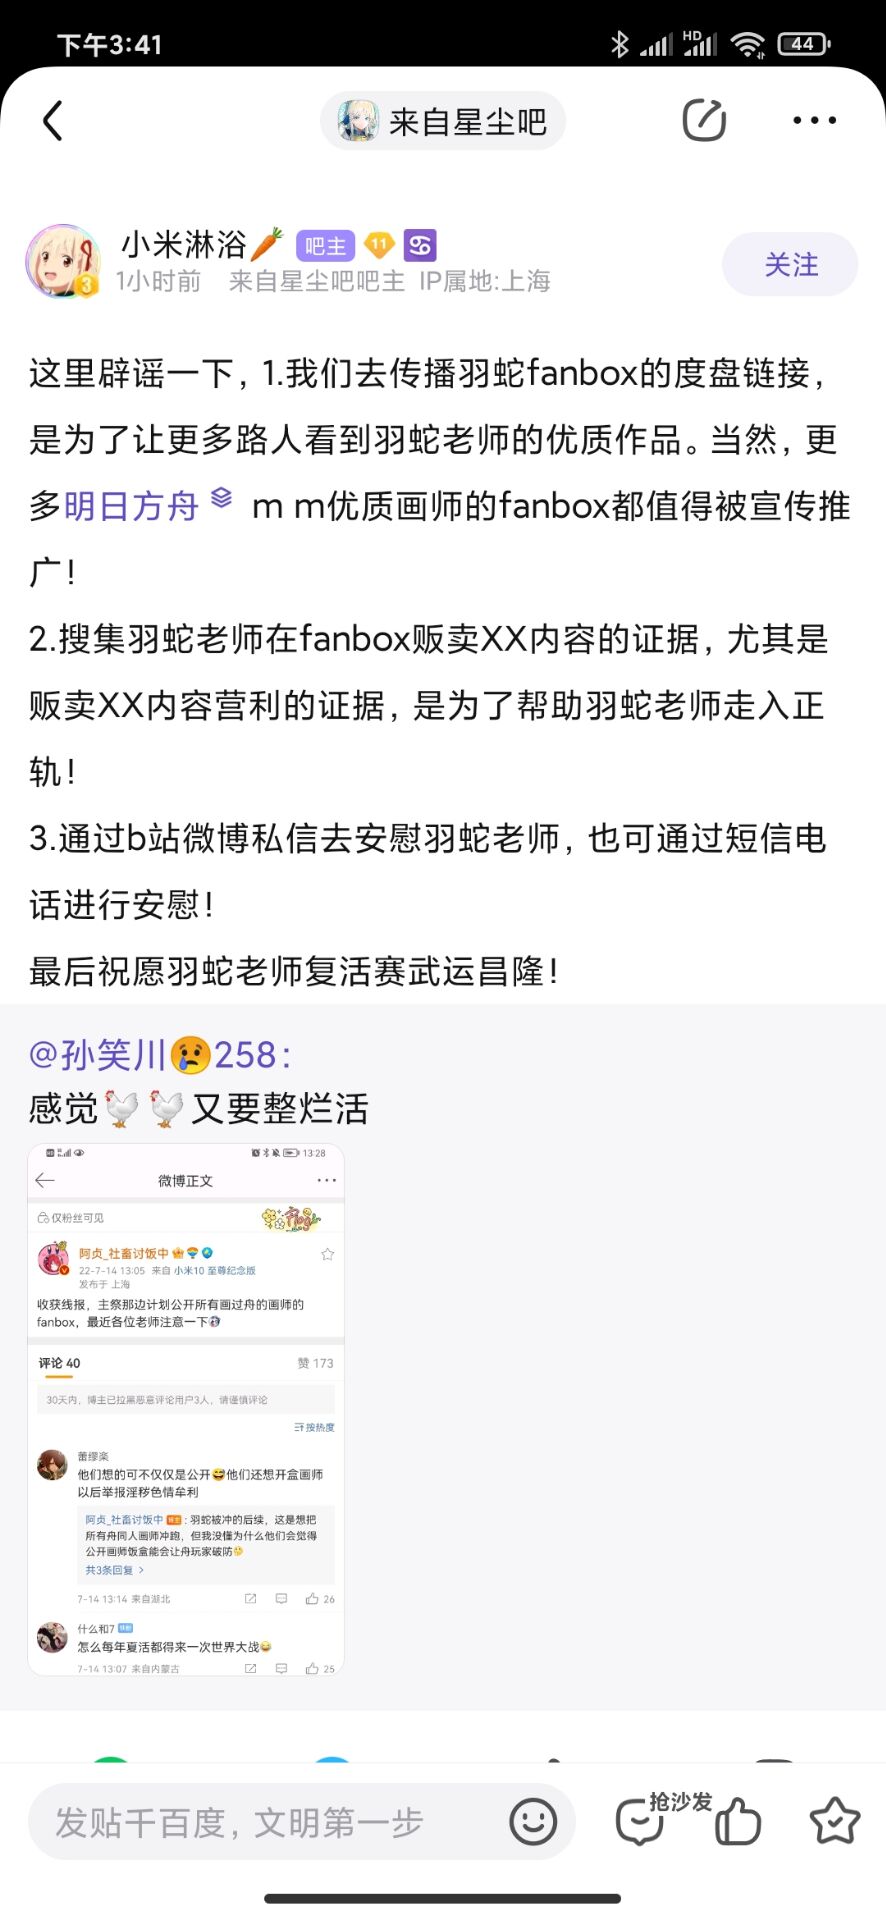 下午3:41
HD
44
来自星尘吧
小米淋浴🥕 吧主 11
3
1小时前 来自星尘吧吧主 IP属地:上海
关注
这里辟谣一下，1.我们去传播羽蛇fanbox的度盘链接，
是为了让更多路人看到羽蛇老师的优质作品。当然，更
多明日方舟 m m优质画师的fanbox都值得被宣传推
广！
2.搜集羽蛇老师在fanbox贩卖XX内容的证据，尤其是
贩卖XX内容营利的证据，是为了帮助羽蛇老师走入正
轨！
3.通过b站微博私信去安慰羽蛇老师，也可通过短信电
话进行安慰！
最后祝愿羽蛇老师复活赛武运昌隆！
@孙笑川😢258:
感觉🐔🐔又要整烂活
13:28
微博正文
仅粉丝可见
阿贞_社畜讨饭中
22-7-14 13:05 来自 小米10 至尊纪念版
发布于 上海
收获线报，主祭那边计划公开所有画过舟的画师的
fanbox，最近各位老师注意一下
评论 40
赞 173
30天内，博主已拉黑恶意评论用户3人，请谨慎评论
按热度
他们想的可不仅仅是公开😅他们还想开盒画师
以后举报淫秽色情牟利
阿贞_社畜讨饭中 ：羽蛇被冲的后续，这是想把
所有舟同人画师冲跑，但我没懂为什么他们会觉得
公开画师饭盒能会让舟玩家破防🤔
共3条回复 >
7-14 13:14 来自湖北
26
什么和7
怎么每年夏活都得来一次世界大战😂
7-14 13:07 来自内蒙古
25
发贴千百度，文明第一步
抢沙发